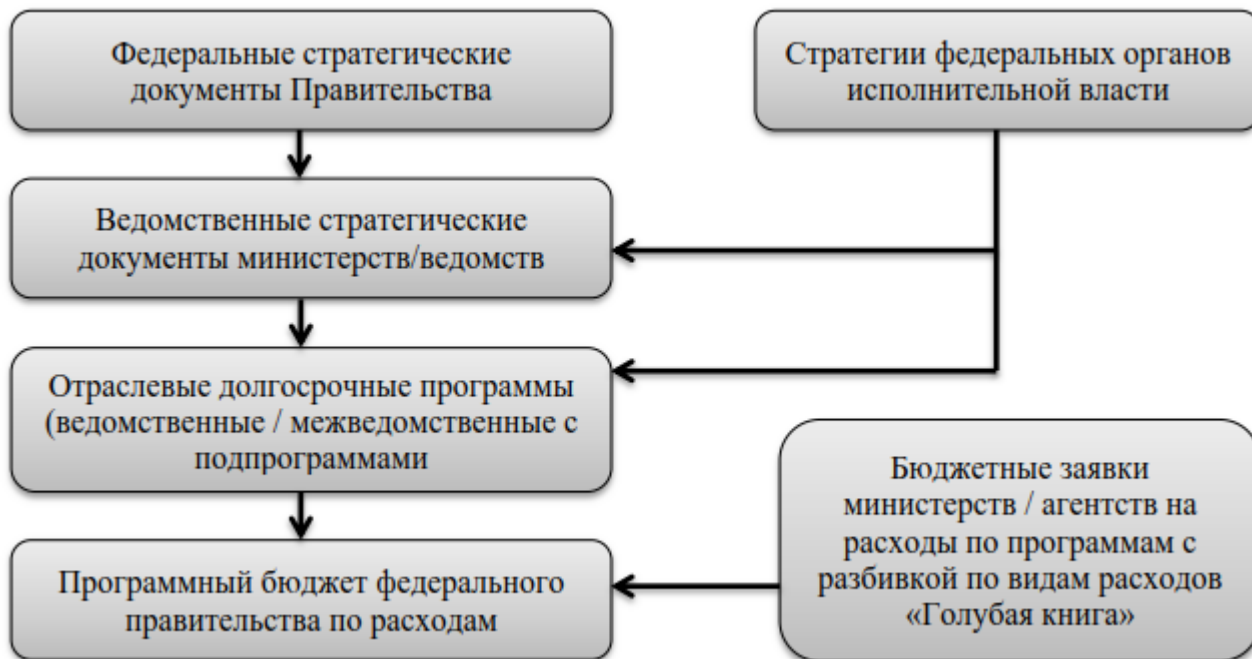 Федеральные стратегические
документы Правительства
Стратегии федеральных органов
исполнительной власти
Ведомственные стратегические
документы министерств/ведомств
Отраслевые долгосрочные программы
(ведомственные / межведомственные с
подпрограммами
Бюджетные заявки
министерств / агентств на
расходы по программам с
разбивкой по видам расходов
«Голубая книга»
Программный бюджет федерального
правительства по расходам